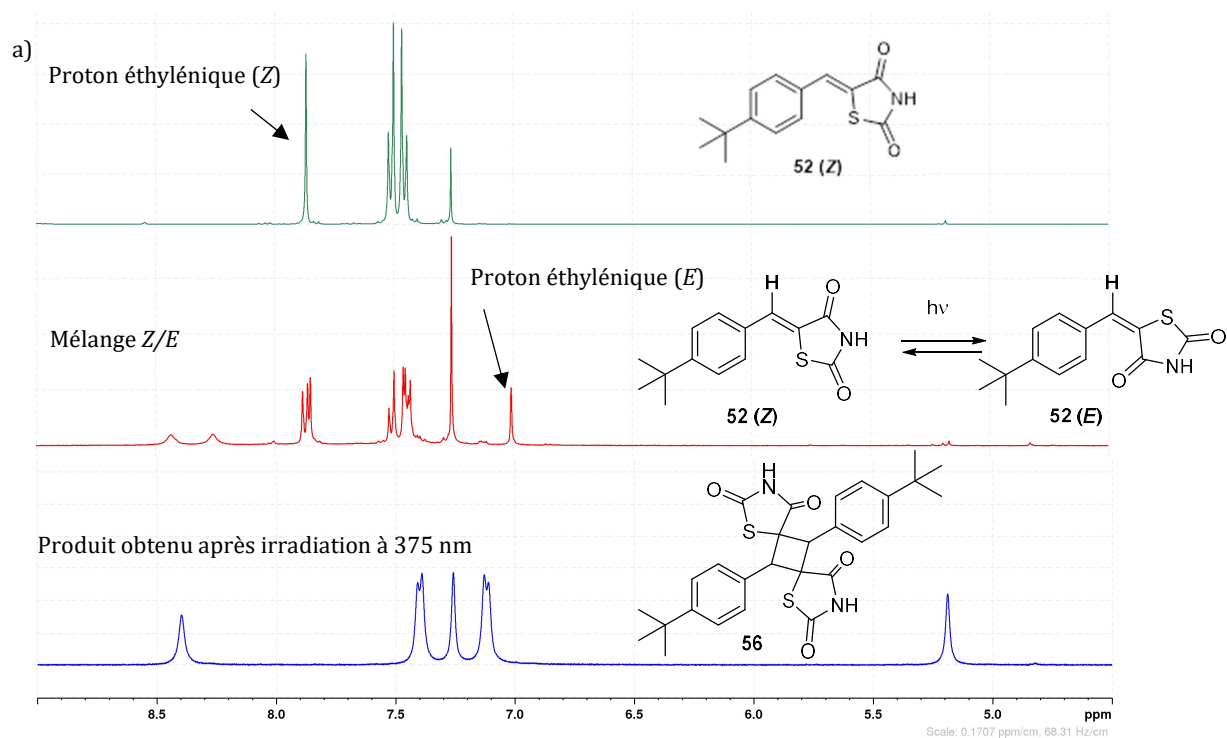 a)
Proton éthylénique (Z)
O
NH
S
O
52 (Z)
Proton éthylénique (E)
Mélange Z/E
H
O
NH
S
O
52 (Z)
hν
H
S
O
NH
O
52 (E)
Produit obtenu après irradiation à 375 nm
H
N
O
O
S
O
S
NH
O
56
8.5 8.0 7.5 7.0 6.5 6.0 5.5 5.0 ppm
Scale: 0.1707 ppm/cm, 68.31 Hz/cm